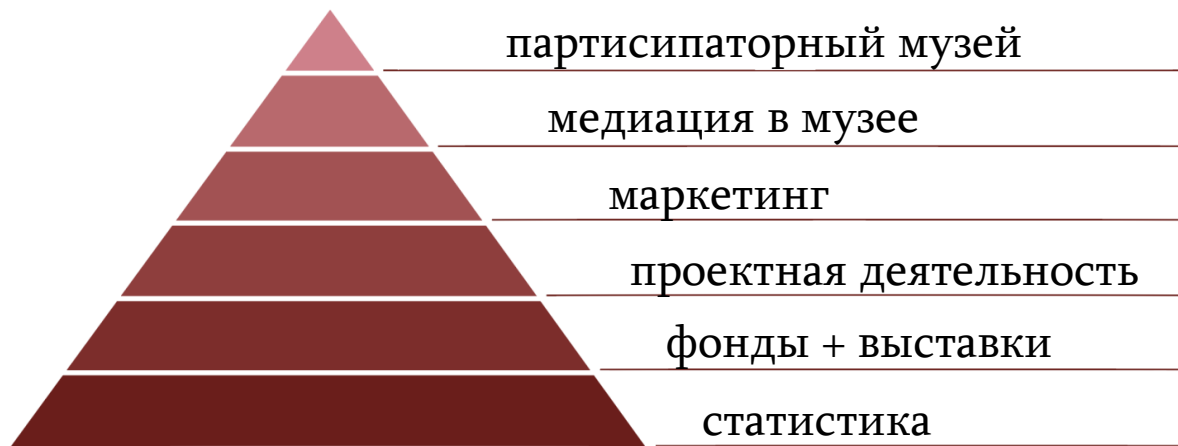 партисипаторный музей
медиация в музее
маркетинг
проектная деятельность
фонды + выставки
статистика